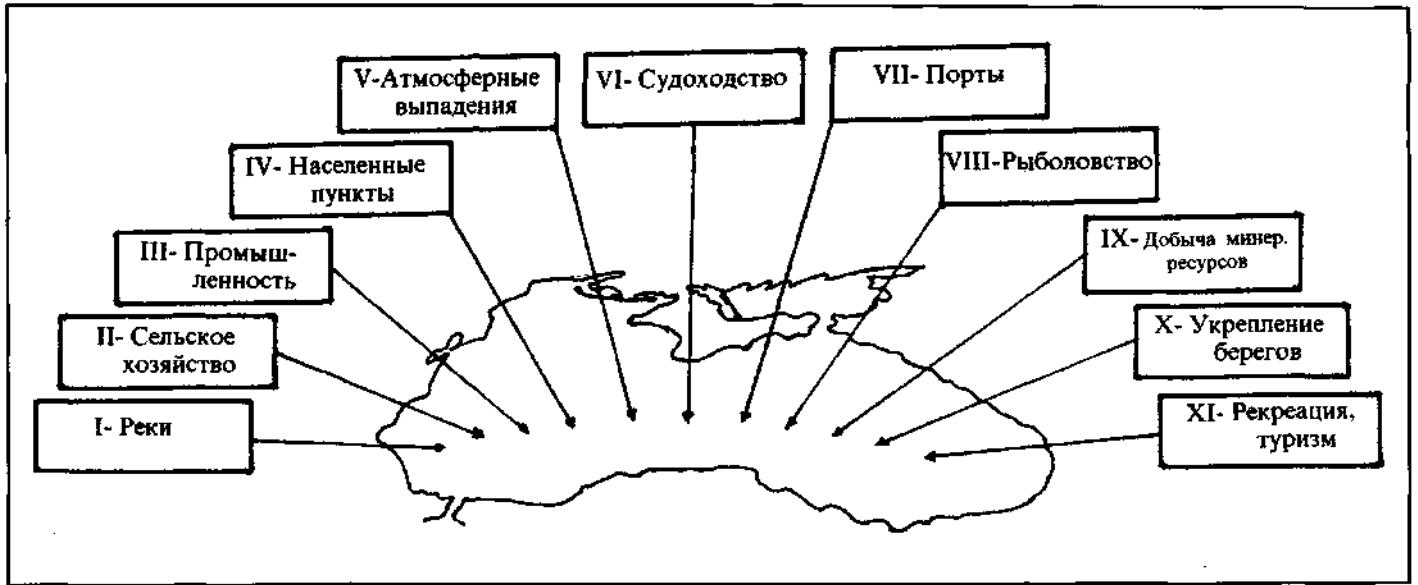 I- Реки
II- Сельское
хозяйство
III- Промыш-
ленность
IV- Населенные
пункты
V-Атмосферные
выпадения
VI- Судоходство
VII- Порты
VIII-Рыболовство
IX- Добыча минер.
ресурсов
X- Укрепление
берегов
XI- Рекреация,
туризм